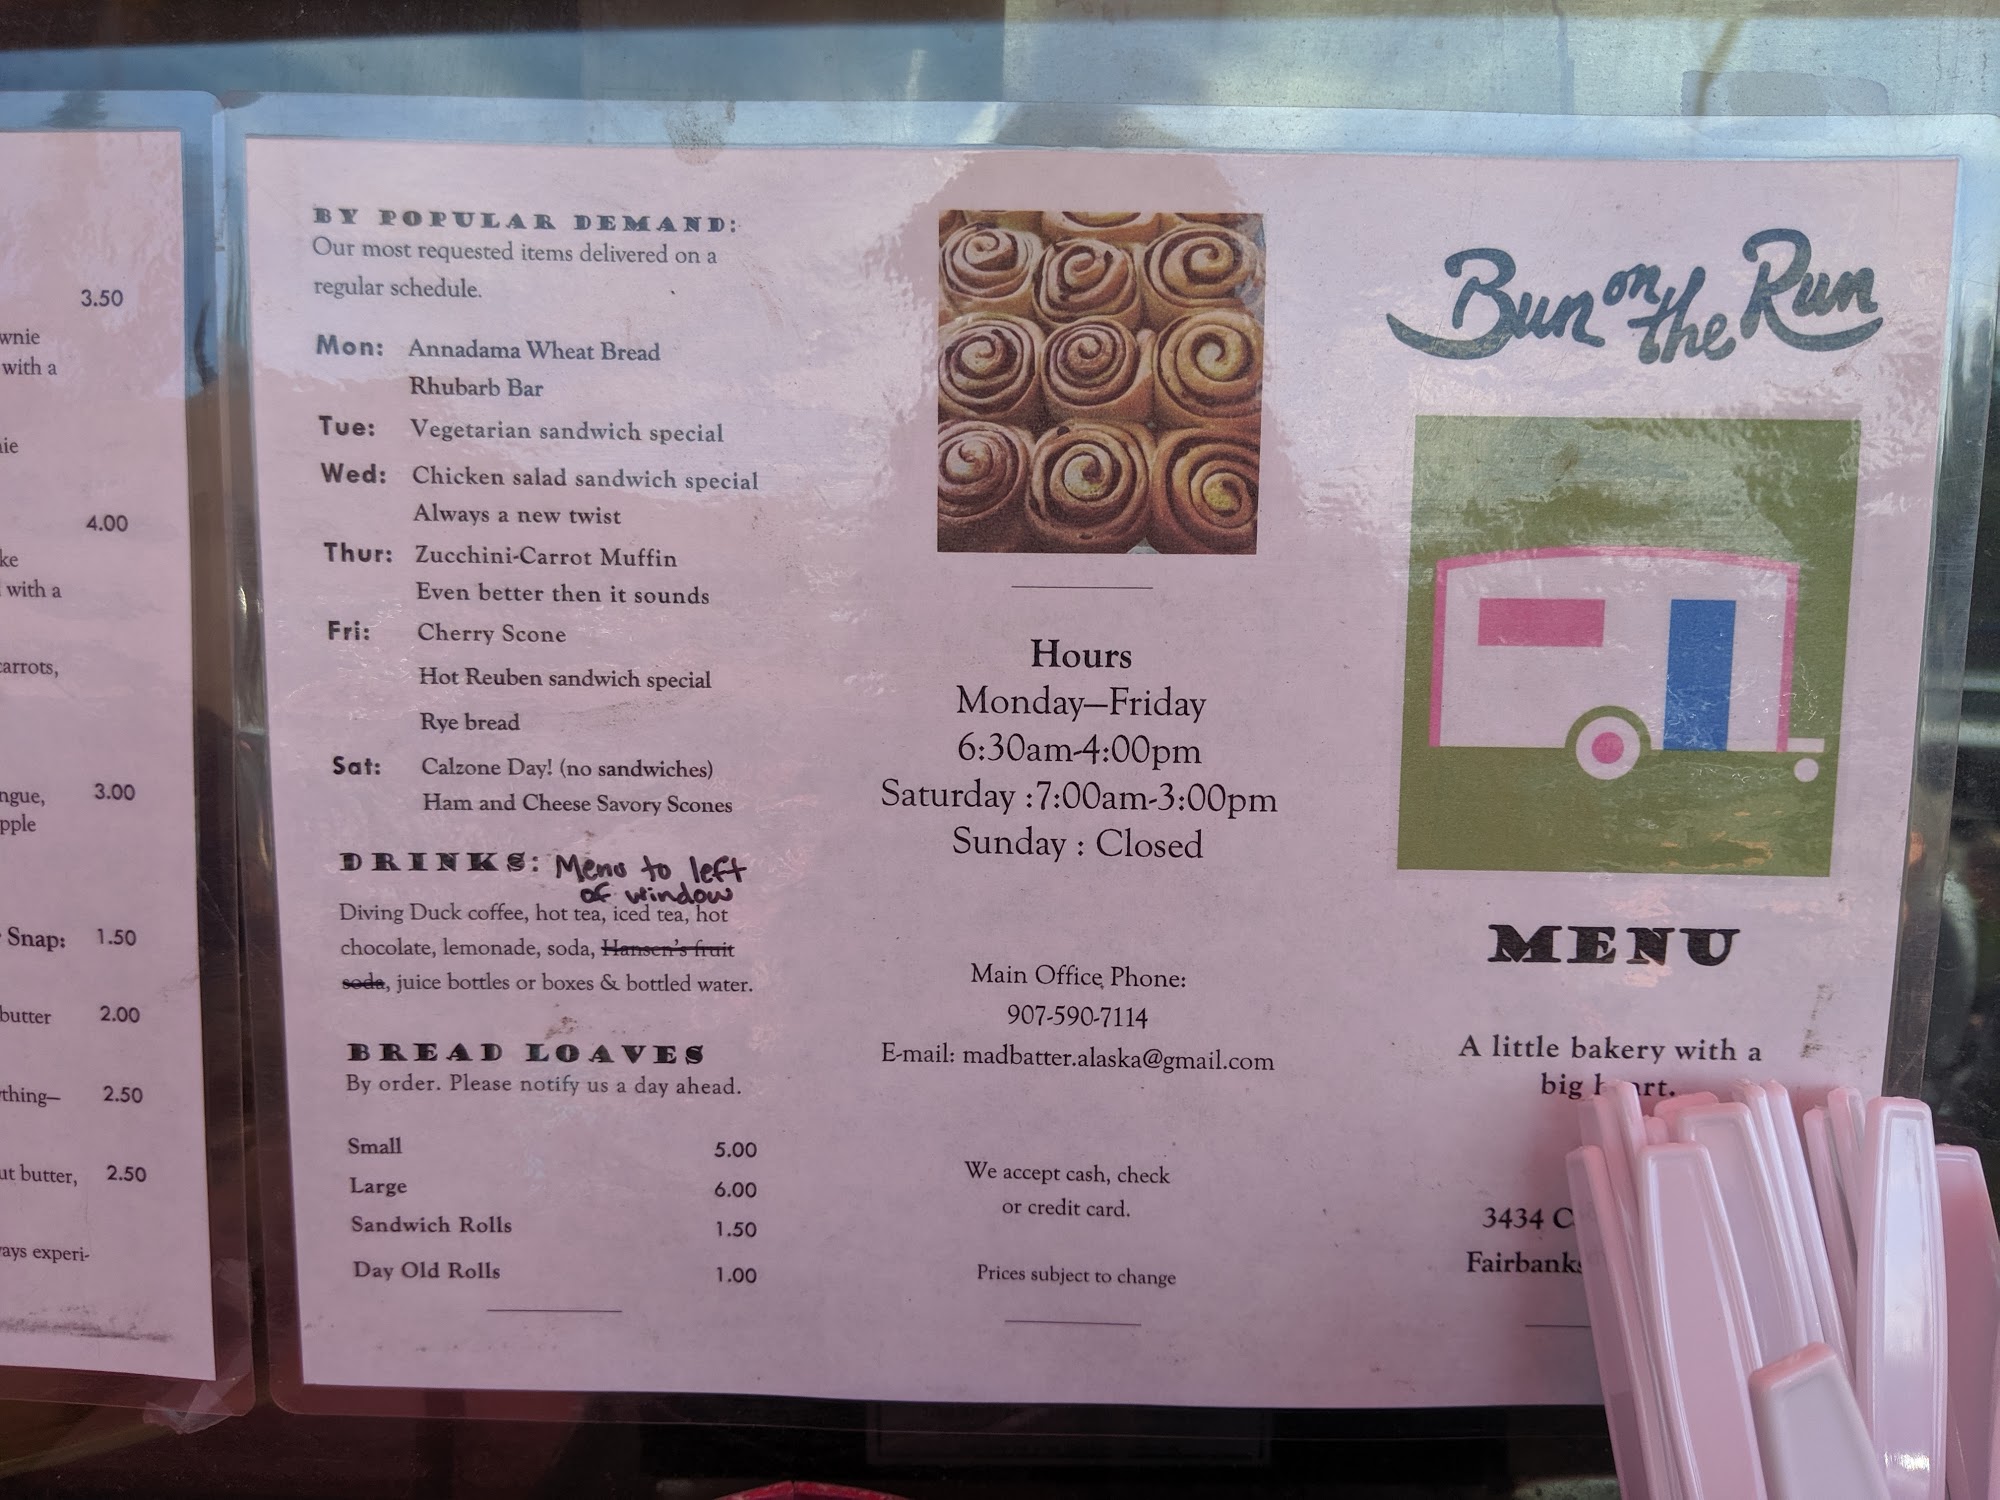 3.50
wnie
with a
ie
4.00
ke
with a
carrots,
ngue,
3.00
pple
Snap: 1.50
butter 2.00
thing— 2.50
ut butter, 2.50
ays experi-
BY POPULAR DEMAND:
Our most requested items delivered on a
regular schedule.
Mon: Annadama Wheat Bread
Rhubarb Bar
Tue: Vegetarian sandwich special
Wed: Chicken salad sandwich special
Always a new twist
Thur: Zucchini-Carrot Muffin
Even better then it sounds
Fri: Cherry Scone
Hot Reuben sandwich special
Rye bread
Sat: Calzone Day! (no sandwiches)
Ham and Cheese Savory Scones
DRINKS: Menu to left
of window
Diving Duck coffee, hot tea, iced tea, hot
chocolate, lemonade, soda, Hansen's fruit
soda, juice bottles or boxes & bottled water.
BREAD LOAVES
By order. Please notify us a day ahead.
Small 5.00
Large 6.00
Sandwich Rolls 1.50
Day Old Rolls 1.00
Hours
Monday—Friday
6:30am-4:00pm
Saturday :7:00am-3:00pm
Sunday : Closed
Main Office Phone:
907-590-7114
E-mail: madbatter.alaska@gmail.com
We accept cash, check
or credit card.
Prices subject to change
Bun on the Run
MENU
A little bakery with a
big heart.
3434 C
Fairbanks